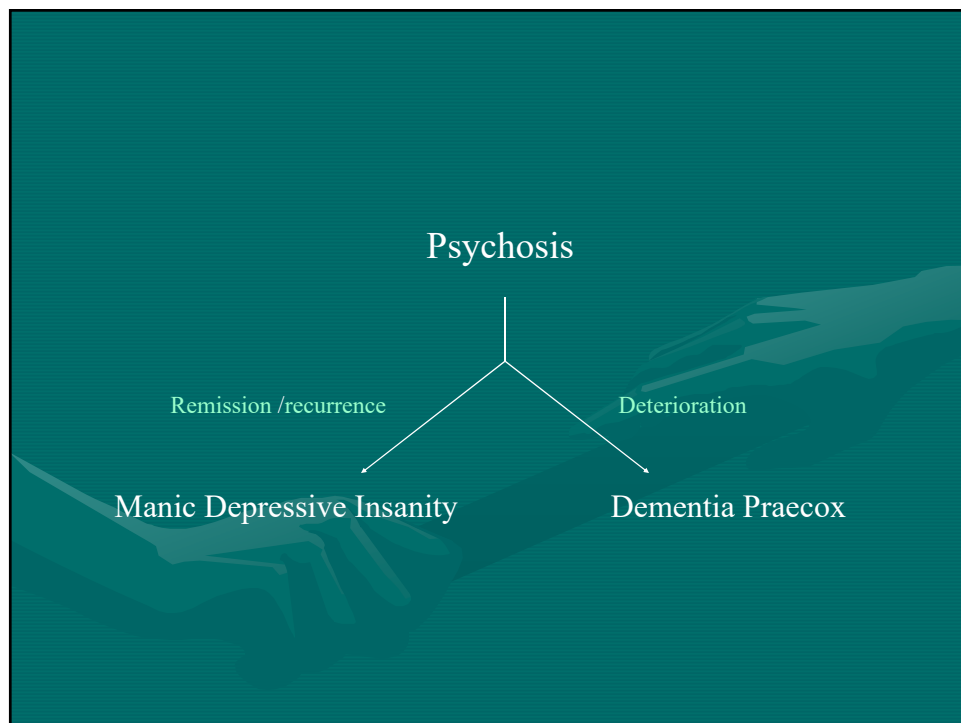 Psychosis
Remission /recurrence
Deterioration
Manic Depressive Insanity
Dementia Praecox